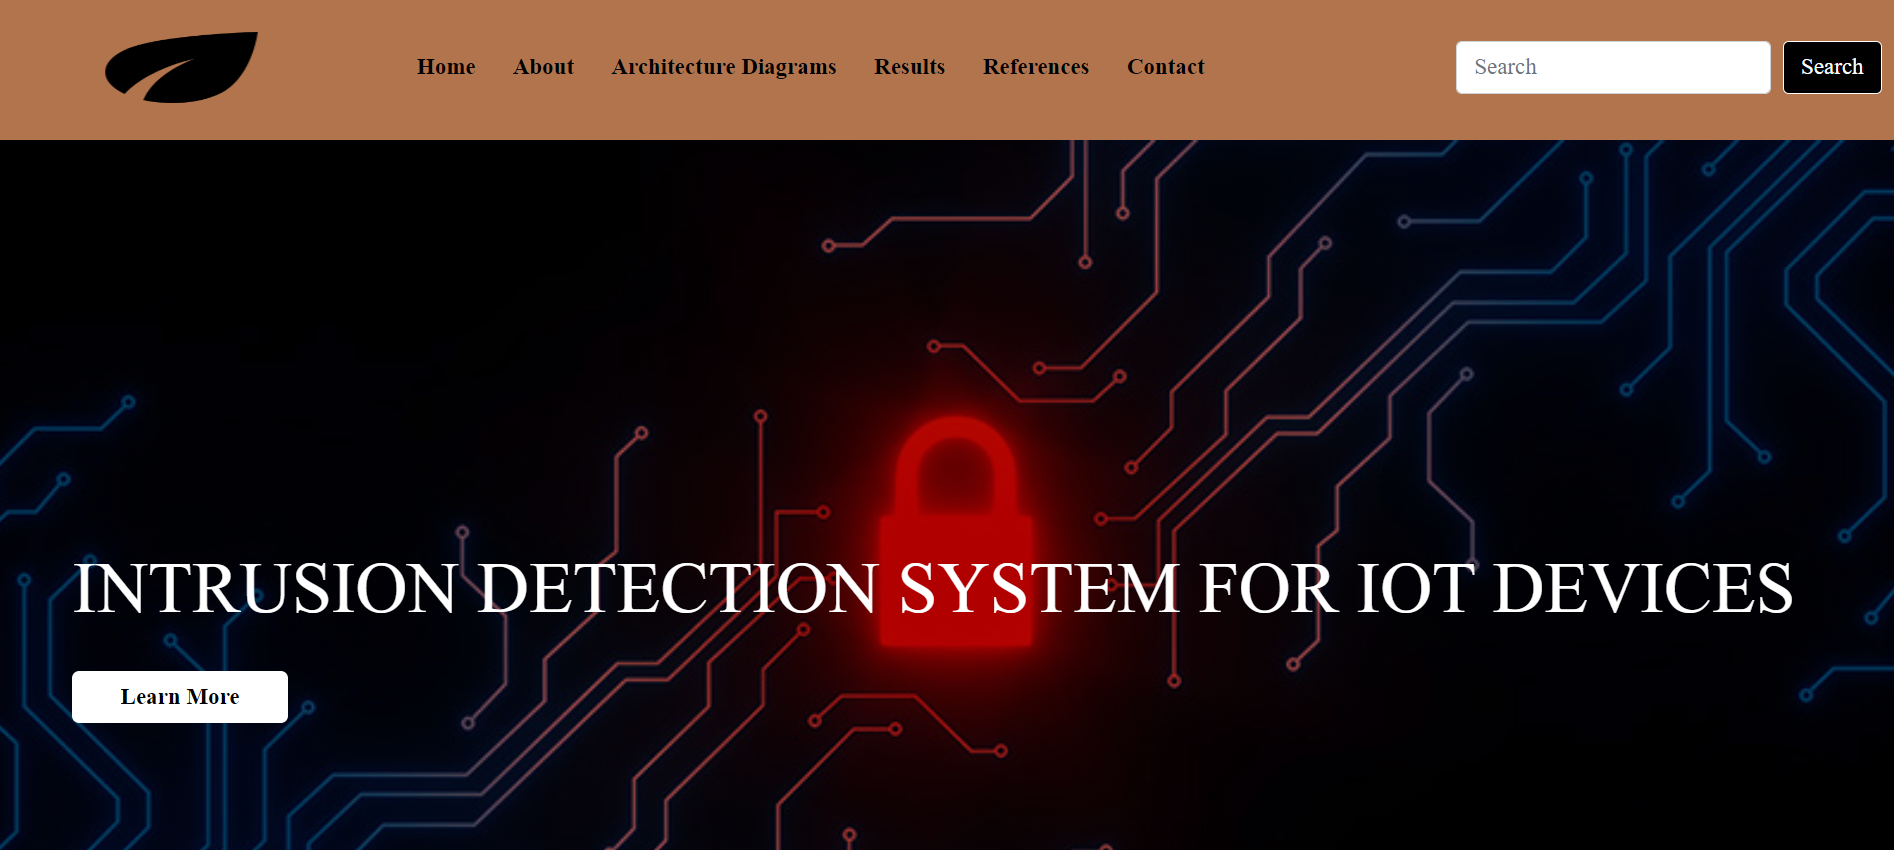 Home About Architecture Diagrams Results References Contact Search Search
INTRUSION DETECTION SYSTEM FOR IOT DEVICES
Learn More